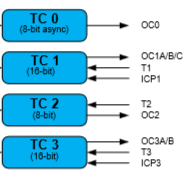 TC 0
(8-bit async)
OC0
TC 1
(16-bit)
OC1A/B/C
T1
ICP1
TC 2
(8-bit)
T2
OC2
TC 3
(16-bit)
OC3A/B
T3
ICP3